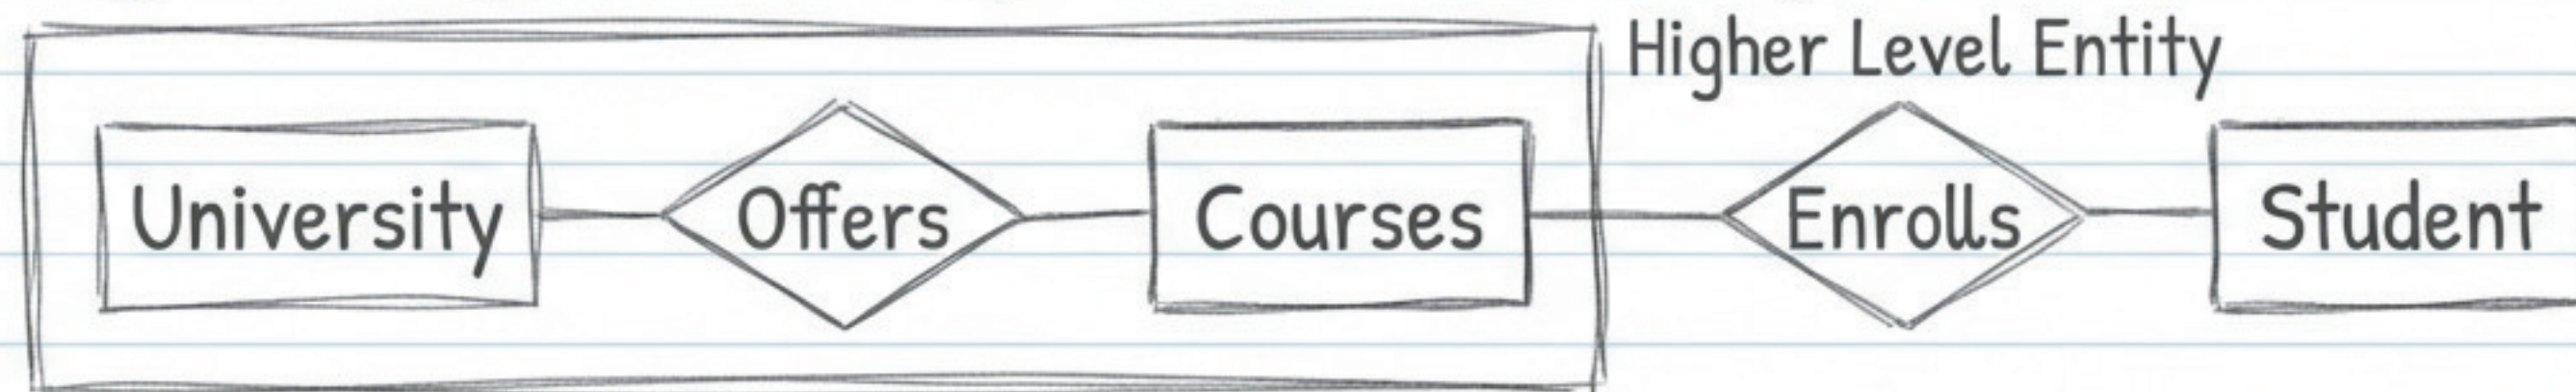 Higher Level Entity
University Offers Courses Enrolls Student